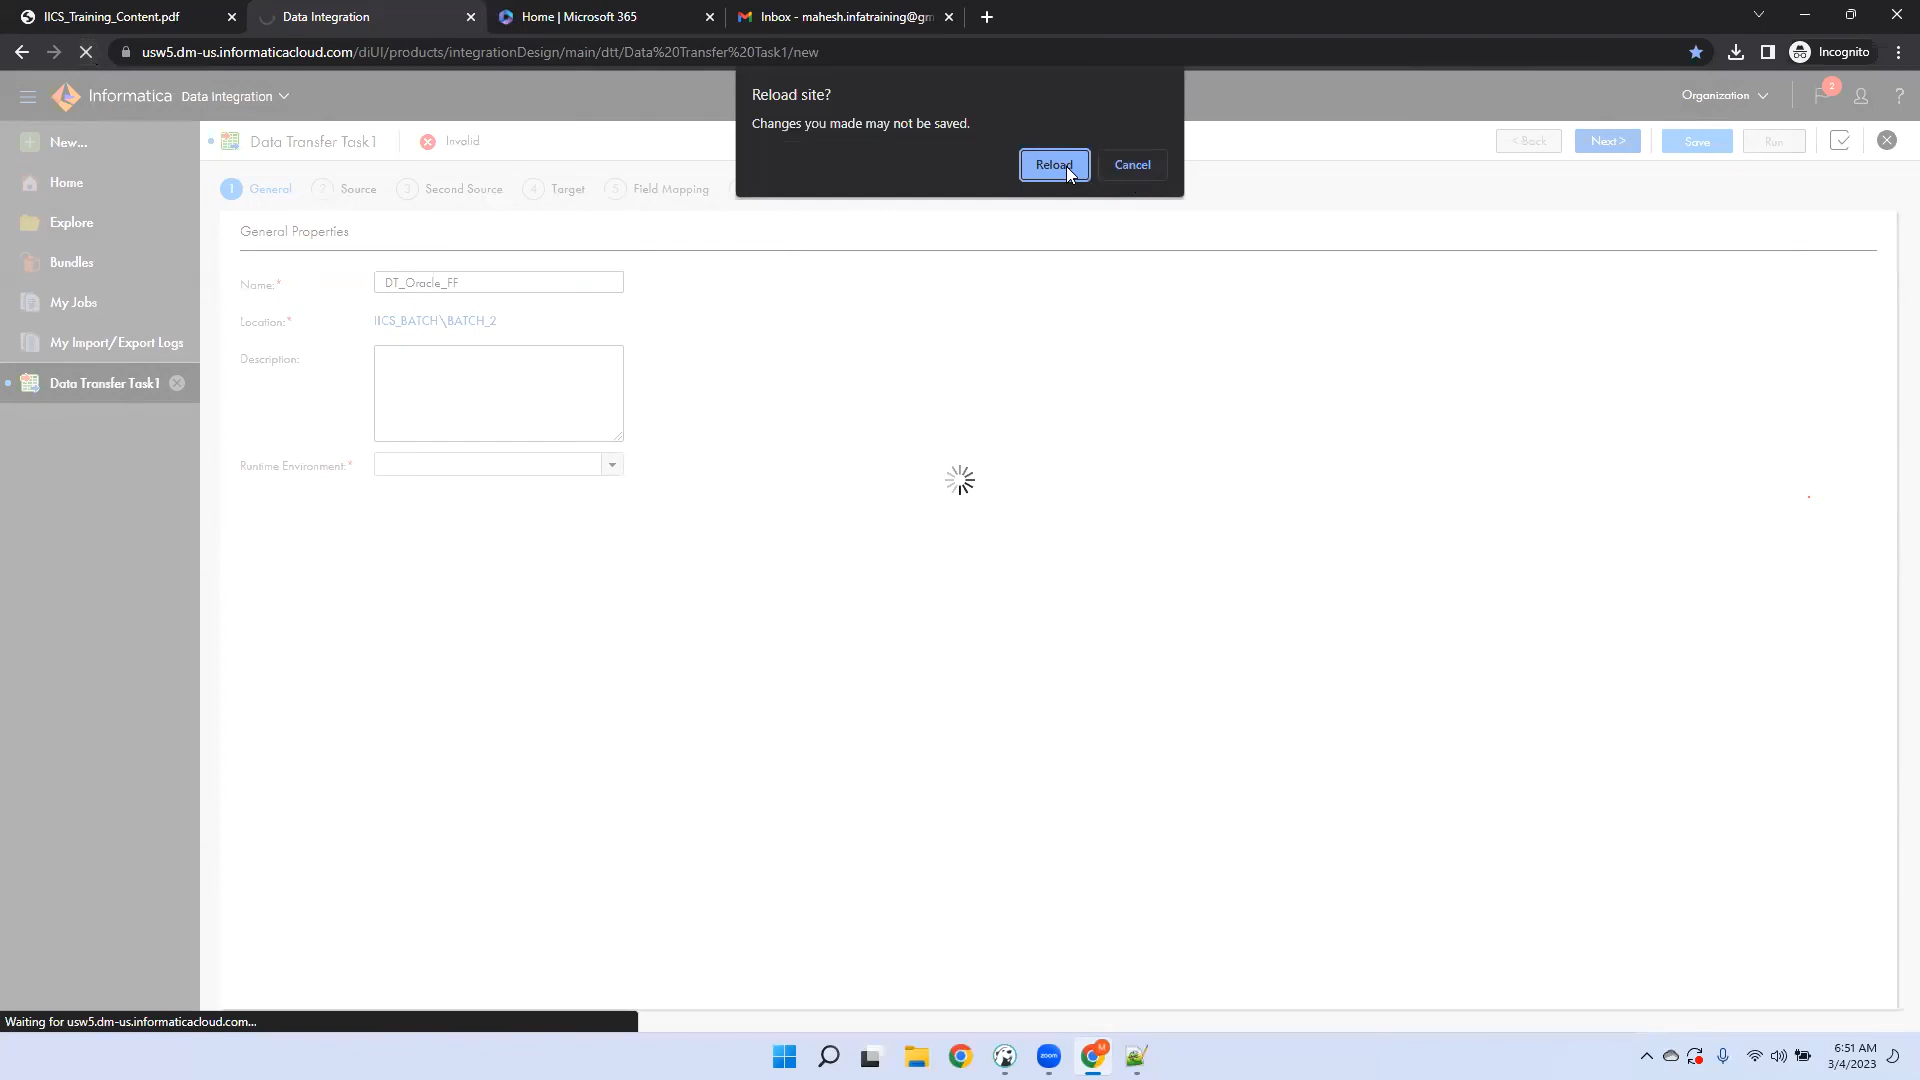 IICS_Training_Content.pdf
Data Integration
Home | Microsoft 365
Inbox - mahesh.infatraining@gm
usw5.dm-us.informaticacloud.com/diUI/products/integrationDesign/main/dtt/Data%20Transfer%20Task1/new
Incognito
Reload site?
Changes you made may not be saved.
Reload
Cancel
Informatica Data Integration
Organization
2
?
New...
Home
Explore
Bundles
My Jobs
My Import/Export Logs
Data Transfer Task1
Data Transfer Task1
Invalid
< Back
Next >
Save
Run
1 General
2 Source
3 Second Source
4 Target
5 Field Mapping
General Properties
Name:*
DT_Oracle_FF
Location:*
IICS_BATCH\BATCH_2
Description:
Runtime Environment:*
Waiting for usw5.dm-us.informaticacloud.com...
zoom
M
6:51 AM
3/4/2023